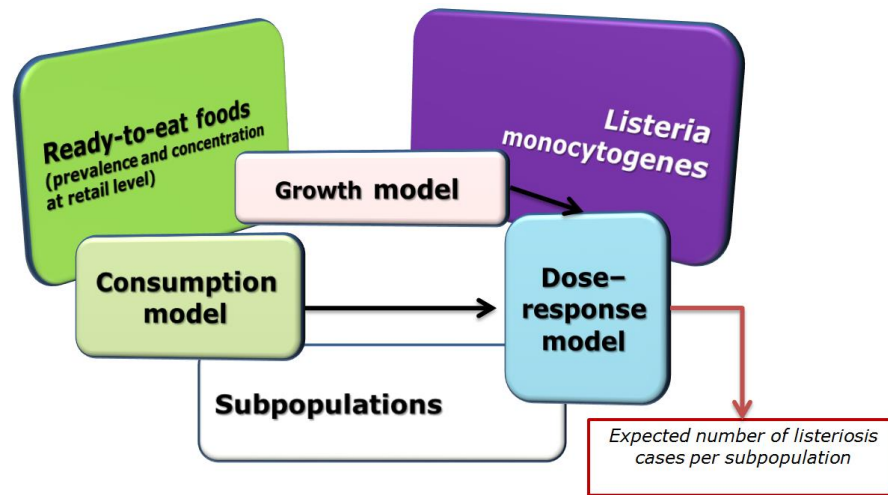 Ready-to-eat foods
(prevalence and concentration
at retail level)
Listeria
monocytogenes
Growth model
Consumption
model
Dose–
response
model
Subpopulations
Expected number of listeriosis
cases per subpopulation